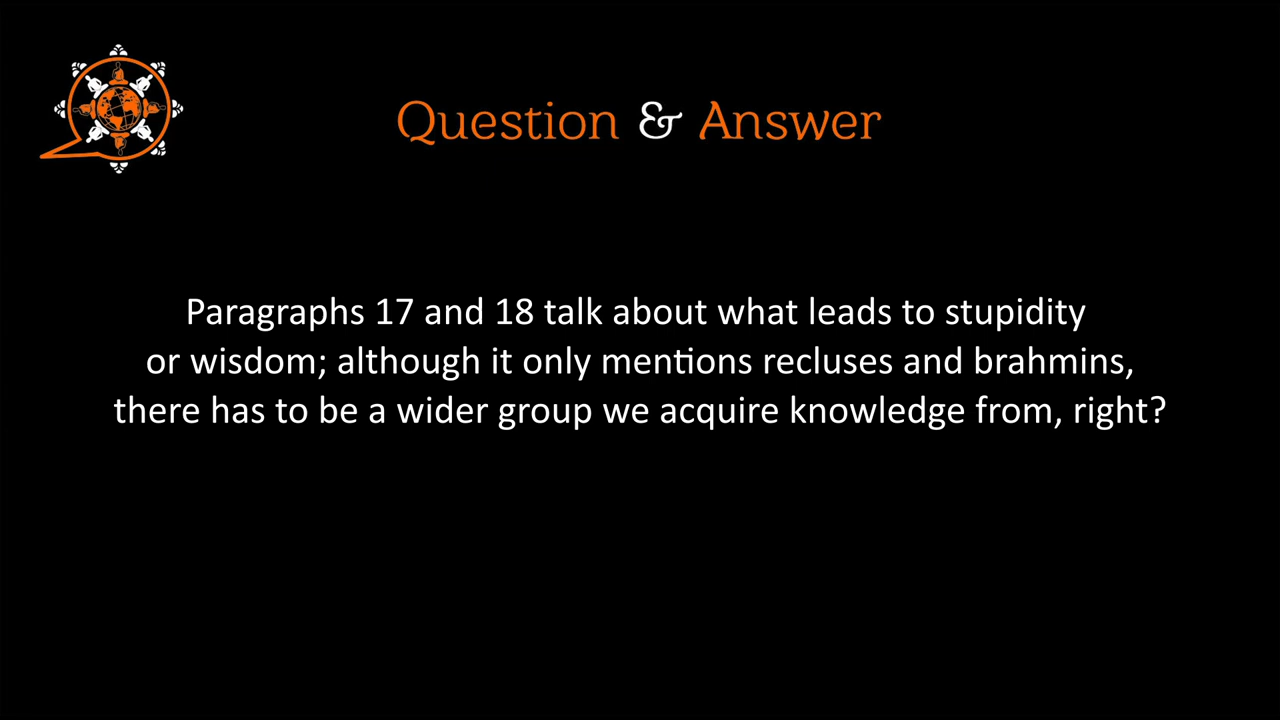 Question & Answer
Paragraphs 17 and 18 talk about what leads to stupidity
or wisdom; although it only mentions recluses and brahmins,
there has to be a wider group we acquire knowledge from, right?